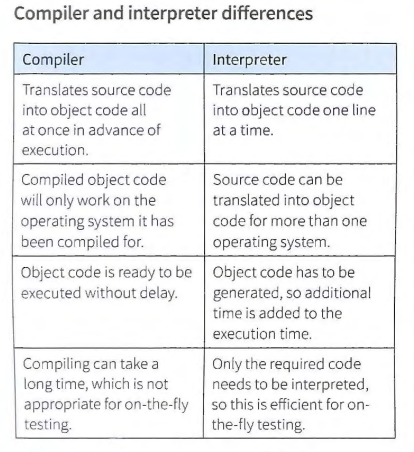 Compiler and interpreter differences
Compiler
Interpreter
Translates source code
into object code all
at once in advance of
execution.
Translates source code
into object code one line
at a time.
Compiled object code
will only work on the
operating system it has
been compiled for.
Source code can be
translated into object
code for more than one
operating system.
Object code is ready to be
executed without delay.
Object code has to be
generated, so additional
time is added to the
execution time.
Compiling can take a
long time, which is not
appropriate for on-the-fly
testing.
Only the required code
needs to be interpreted,
so this is efficient for on-
the-fly testing.